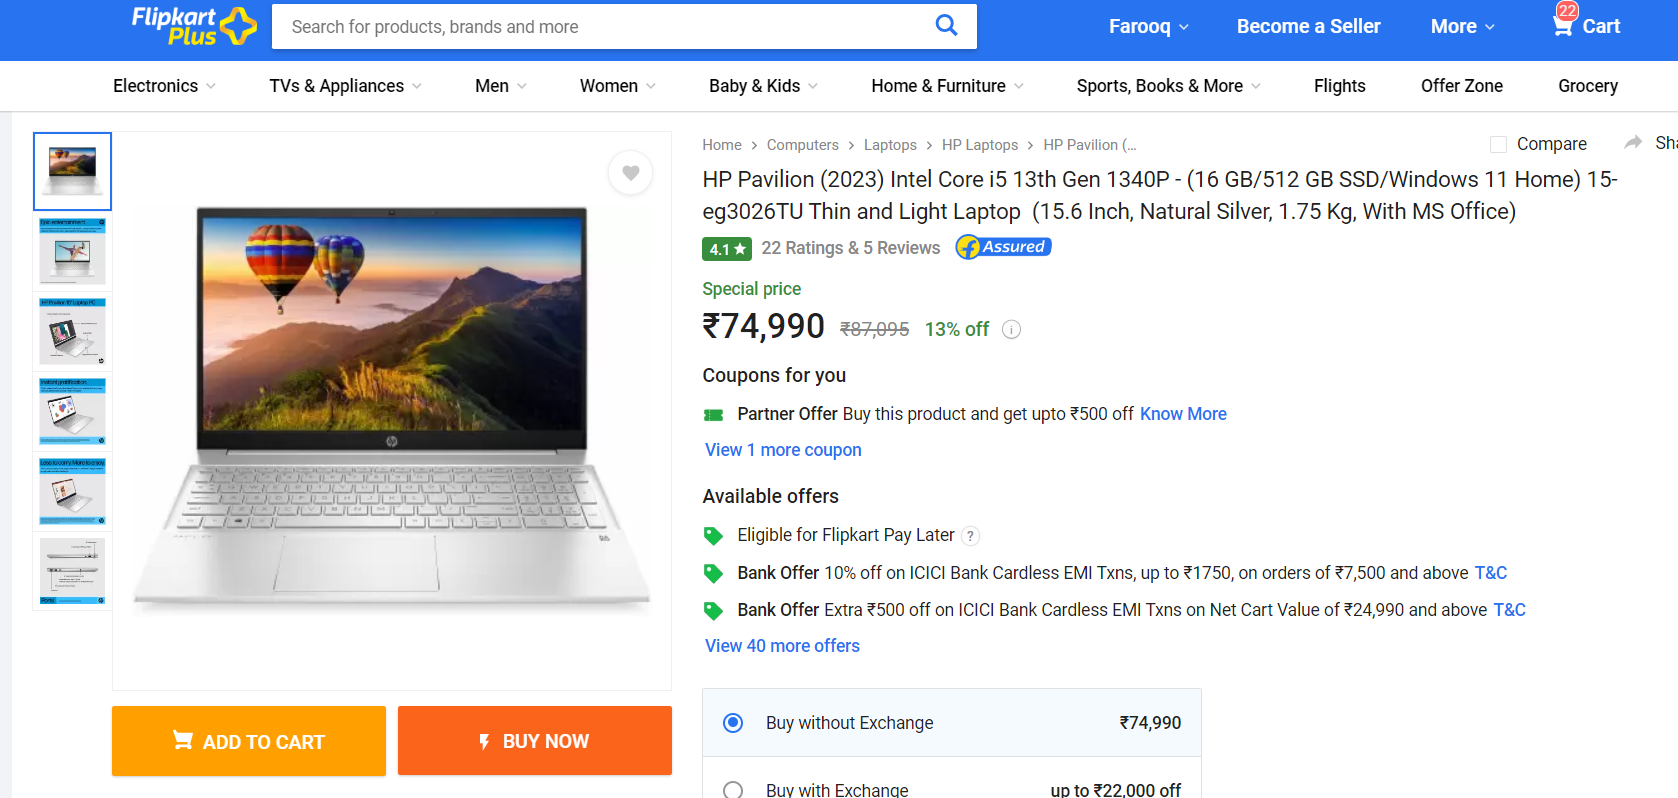 Flipkart
Plus
Search for products, brands and more
Farooq
Become a Seller
More
22
Cart
Electronics
TVs & Appliances
Men
Women
Baby & Kids
Home & Furniture
Sports, Books & More
Flights
Offer Zone
Grocery
Home > Computers > Laptops > HP Laptops > HP Pavilion (...
Compare
Sha
HP Pavilion (2023) Intel Core i5 13th Gen 1340P - (16 GB/512 GB SSD/Windows 11 Home) 15-
eg3026TU Thin and Light Laptop (15.6 Inch, Natural Silver, 1.75 Kg, With MS Office)
4.1★ 22 Ratings & 5 Reviews Assured
Special price
₹74,990 ₹87,095 13% off i
Coupons for you
Partner Offer Buy this product and get upto ₹500 off Know More
View 1 more coupon
Available offers
Eligible for Flipkart Pay Later ?
Bank Offer 10% off on ICICI Bank Cardless EMI Txns, up to ₹1750, on orders of ₹7,500 and above T&C
Bank Offer Extra ₹500 off on ICICI Bank Cardless EMI Txns on Net Cart Value of ₹24,990 and above T&C
View 40 more offers
Buy without Exchange ₹74,990
Buy with Exchange up to ₹22,000 off
hp
ADD TO CART
BUY NOW